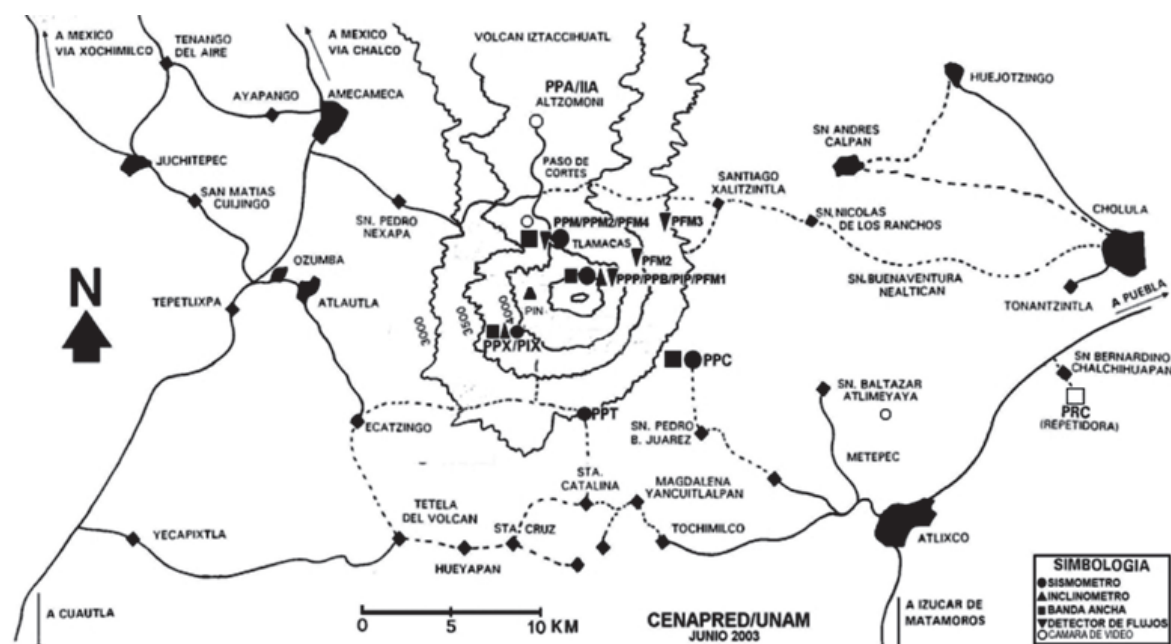 A MEXICO
VIA XOCHIMILCO
TENANGO
DEL AIRE
A MEXICO
VIA CHALCO
VOLCAN IZTACCIHUATL
HUEJOTZINGO
AYAPANGO
AMECAMECA
PPA/IIA
ALTZOMONI
SN ANDRES
CALPAN
JUCHITEPEC
PASO DE
CORTES
SANTIAGO
XALITZINTLA
SAN MATIAS
CUIJINGO
SN. PEDRO
NEXAPA
PPM/PPM2/PFM4
PFM3
SN. NICOLAS
DE LOS RANCHOS
CHOLULA
TLAMACAS
PFM2
N
OZUMBA
PPP/PPB/PIP/PFM1
SN. BUENAVENTURA
NEALTICAN
TEPETLIXPA
ATLAUTLA
TONANTZINTLA
A PUEBLA
3000
3500
4000
PIN
PPX/PIX
PPC
SN BERNARDINO
CHALCHIHUAPAN
SN. BALTAZAR
ATLIMEYAYA
PRC
(REPETIDORA)
ECATZINGO
PPT
SN. PEDRO
B. JUAREZ
METEPEC
STA.
CATALINA
MAGDALENA
YANCUITLALPAN
TETELA
DEL VOLCAN
STA. CRUZ
TOCHIMILCO
YECAPIXTLA
HUEYAPAN
ATLIXCO
A CUAUTLA
0 5 10 KM
CENAPRED/UNAM
JUNIO 2003
A IZUCAR DE
MATAMOROS
SIMBOLOGIA
SISMOMETRO
INCLINOMETRO
BANDA ANCHA
DETECTOR DE FLUJOS
CAMARA DE VIDEO